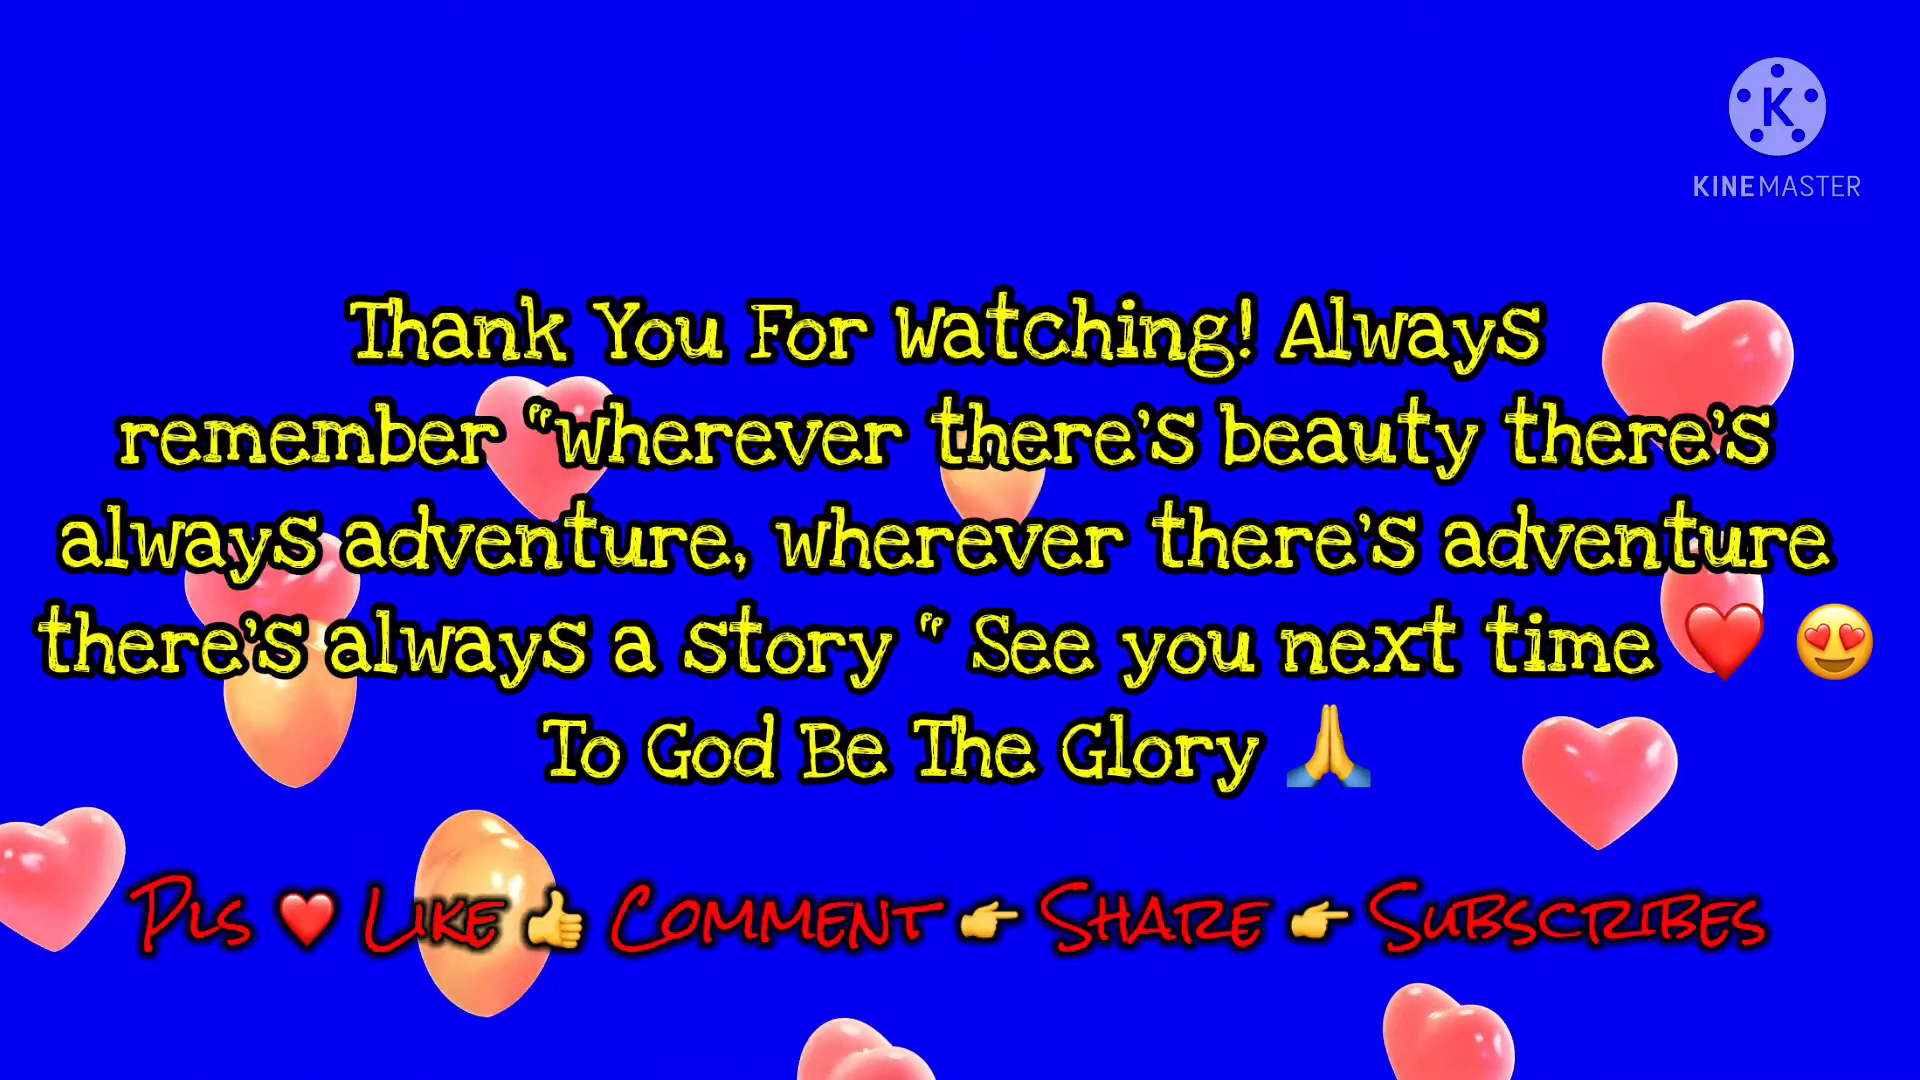 K
KINEMASTER
Thank You For Watching! Always
remember “wherever there's beauty there's
always adventure, wherever there's adventure
there's always a story “ See you next time ❤️ 😍
To God Be The Glory 🙏
Pls ❤️ Like 👍 Comment 👉 Share 👉 Subscribes